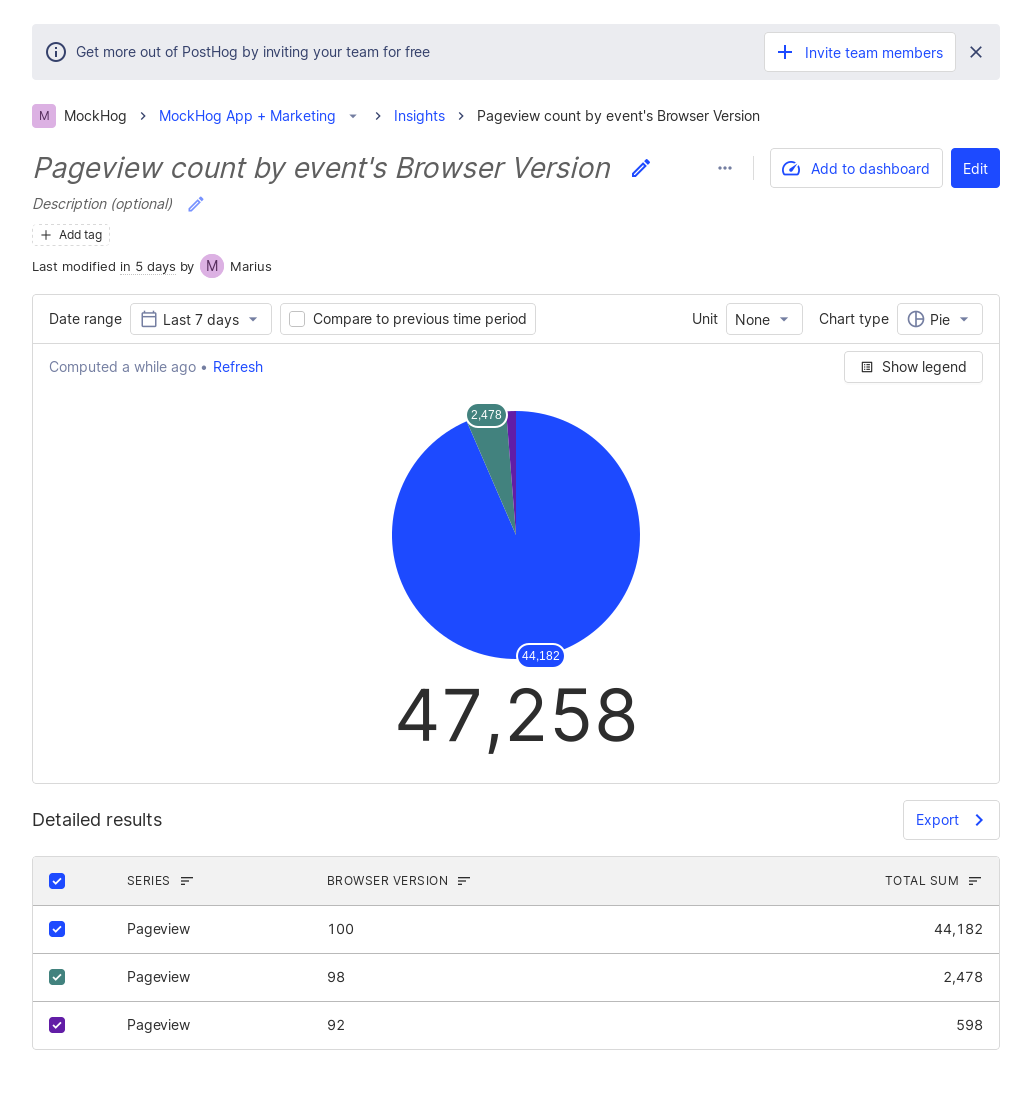 Get more out of PostHog by inviting your team for free
Invite team members
M MockHog MockHog App + Marketing Insights Pageview count by event's Browser Version
Pageview count by event's Browser Version
Add to dashboard
Edit
Description (optional)
Add tag
Last modified in 5 days by M Marius
Date range Last 7 days Compare to previous time period Unit None Chart type Pie
Computed a while ago • Refresh
Show legend
2,478
44,182
47,258
Detailed results
Export
SERIES BROWSER VERSION TOTAL SUM
Pageview 100 44,182
Pageview 98 2,478
Pageview 92 598